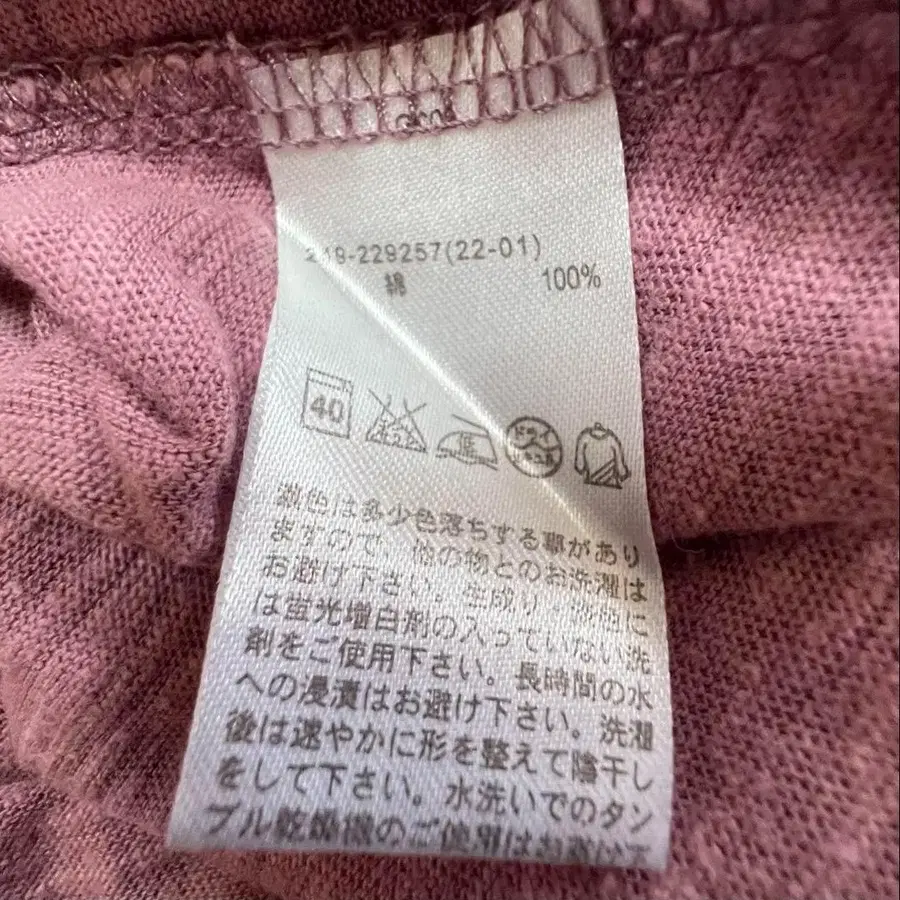 249-229257(22-01)
綿 100%
40
ドライ
濃色は多少色落ちする事があり
ますので、他の物とのお洗濯は
お避け下さい。生成り・淡色に
は蛍光増白剤の入っていない洗
剤をご使用下さい。長時間の水
への浸漬はお避け下さい。洗濯
後は速やかに形を整えて陰干し
をして下さい。水洗いでのタン
ブル乾燥機のご使用はお避け下